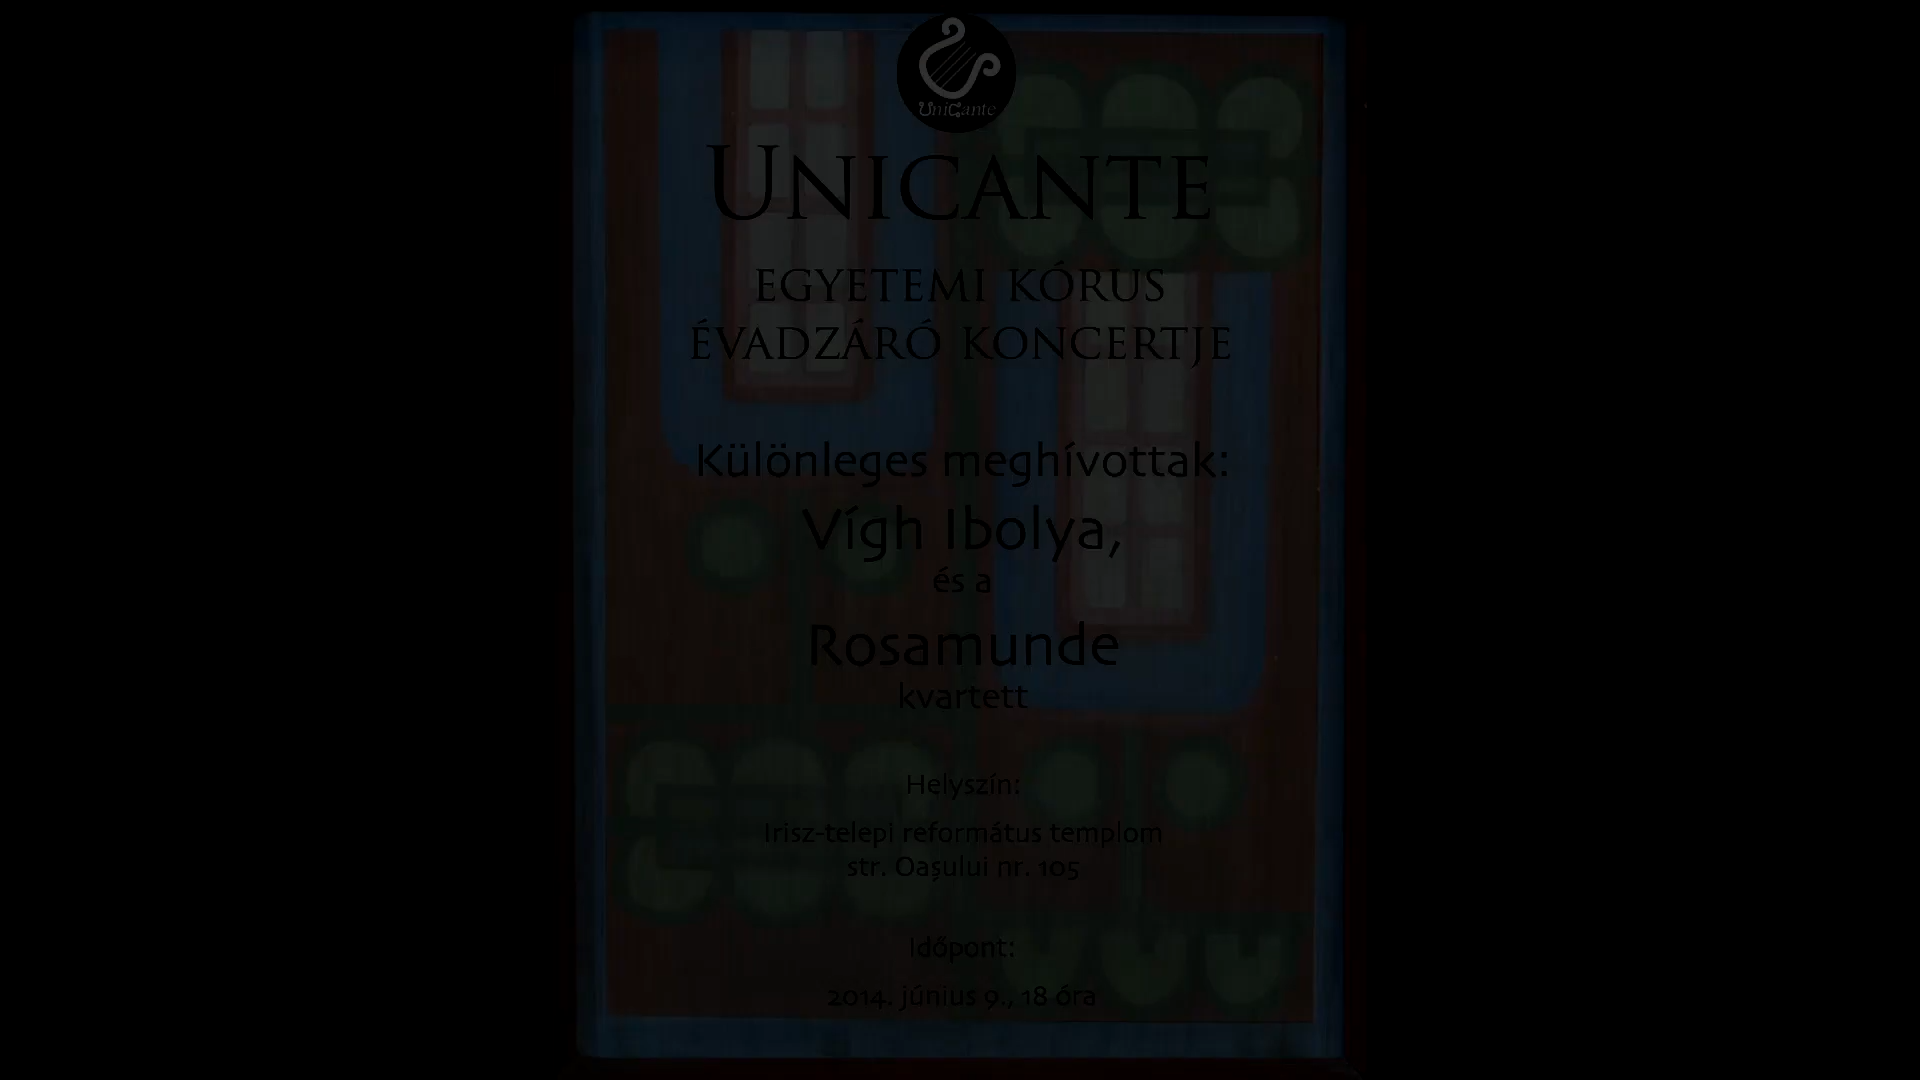 UniCante
UNICANTE
EGYETEMI KÓRUS
ÉVADZÁRÓ KONCERTJE
Különleges meghívottak:
Vígh Ibolya,
és a
Rosamunde
kvartett
Helyszín:
Irisz-telepi református templom
str. Oașului nr. 105
Időpont:
2014. június 9., 18 óra